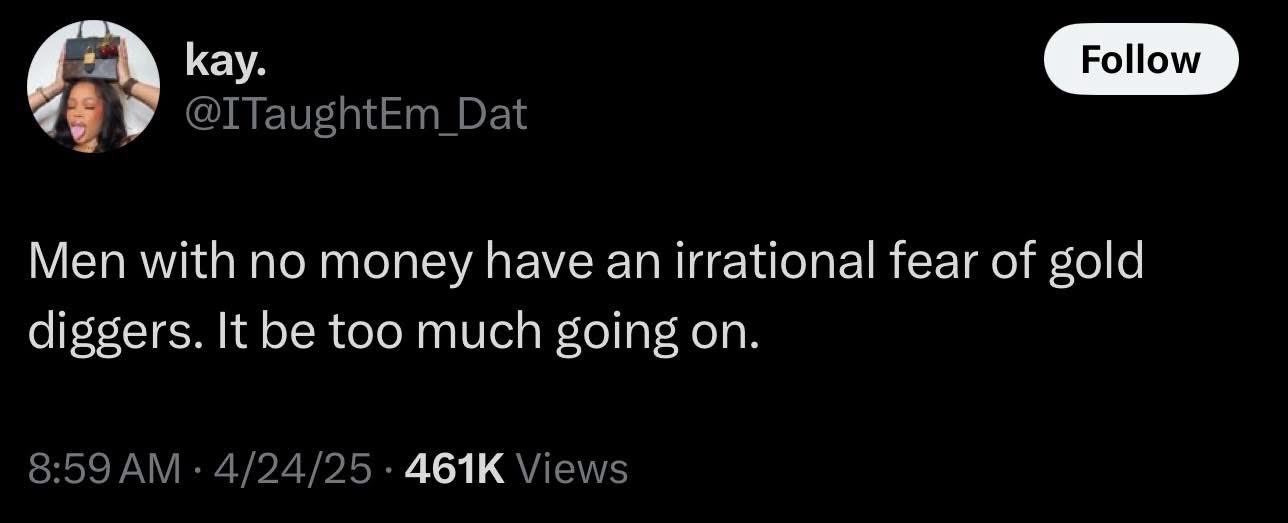 kay.
Follow
@ITaughtEm_Dat
Men with no money have an irrational fear of gold
diggers. It be too much going on.
8:59 AM · 4/24/25 · 461K Views